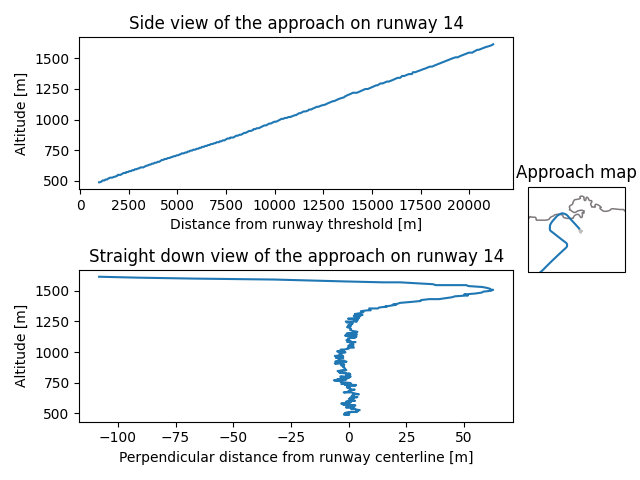 Side view of the approach on runway 14
Altitude [m]
1500
1250
1000
750
500
0 2500 5000 7500 10000 12500 15000 17500 20000
Distance from runway threshold [m]
Approach map
Straight down view of the approach on runway 14
Altitude [m]
1500
1250
1000
750
500
−100 −75 −50 −25 0 25 50
Perpendicular distance from runway centerline [m]